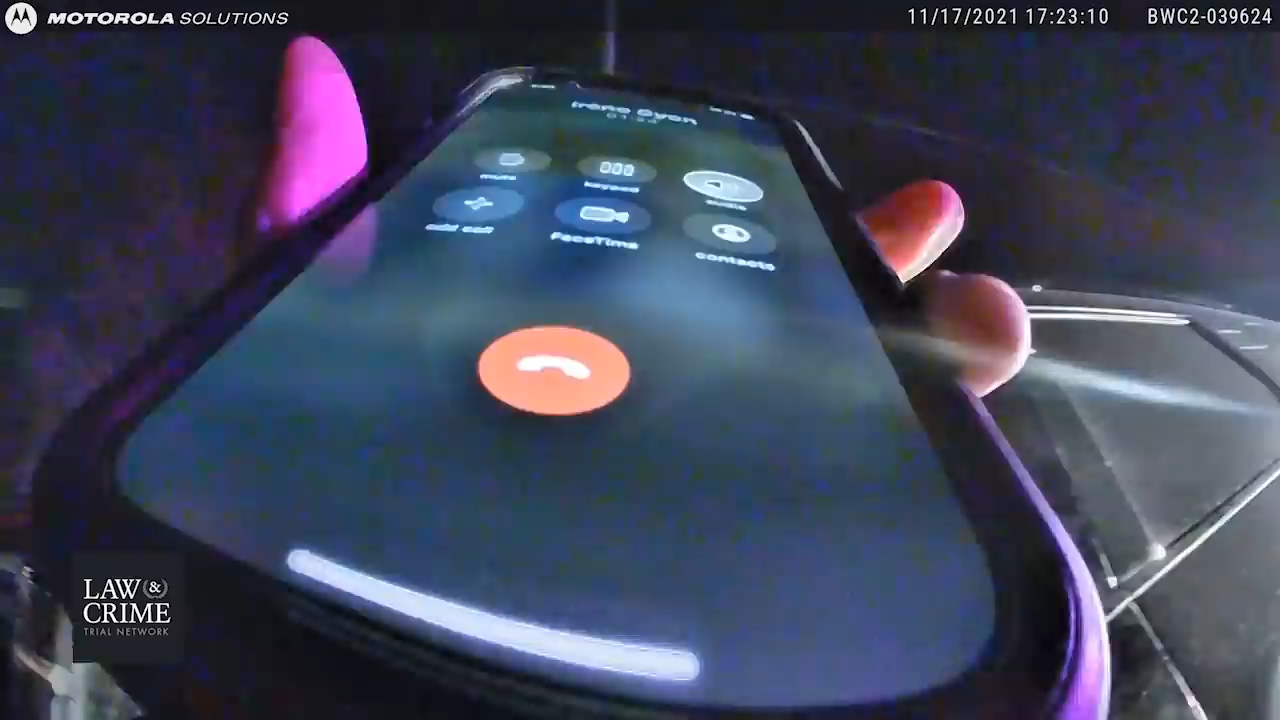 MOTOROLA SOLUTIONS
11/17/2021 17:23:10 BWC2-039624
mute
keypad
audio
add call
FaceTime
contacts
LAW & CRIME
TRIAL NETWORK